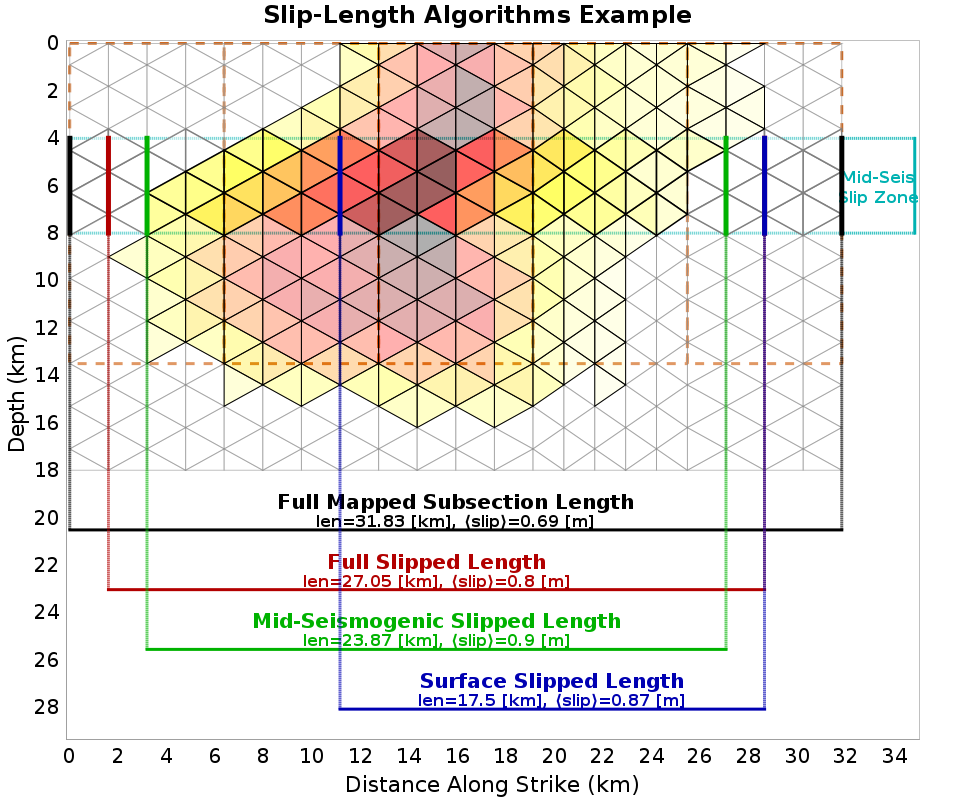 Slip-Length Algorithms Example
0
2
4
6
8
10
12
14
16
18
20
22
24
26
28
Depth (km)
Mid-Seis
Slip Zone
Full Mapped Subsection Length
len=31.83 [km], ⟨slip⟩=0.69 [m]
Full Slipped Length
len=27.05 [km], ⟨slip⟩=0.8 [m]
Mid-Seismogenic Slipped Length
len=23.87 [km], ⟨slip⟩=0.9 [m]
Surface Slipped Length
len=17.5 [km], ⟨slip⟩=0.87 [m]
0 2 4 6 8 10 12 14 16 18 20 22 24 26 28 30 32 34
Distance Along Strike (km)